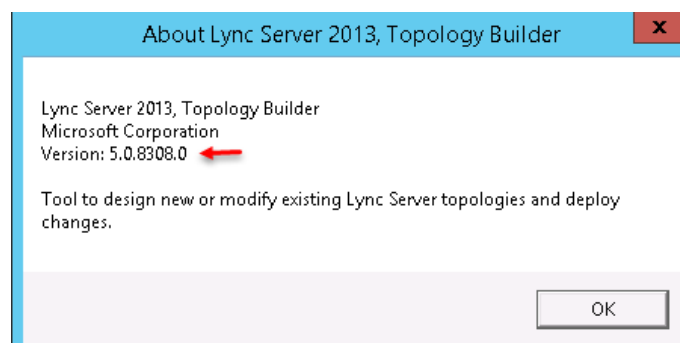 About Lync Server 2013, Topology Builder
x
Lync Server 2013, Topology Builder
Microsoft Corporation
Version: 5.0.8308.0
Tool to design new or modify existing Lync Server topologies and deploy
changes.
OK